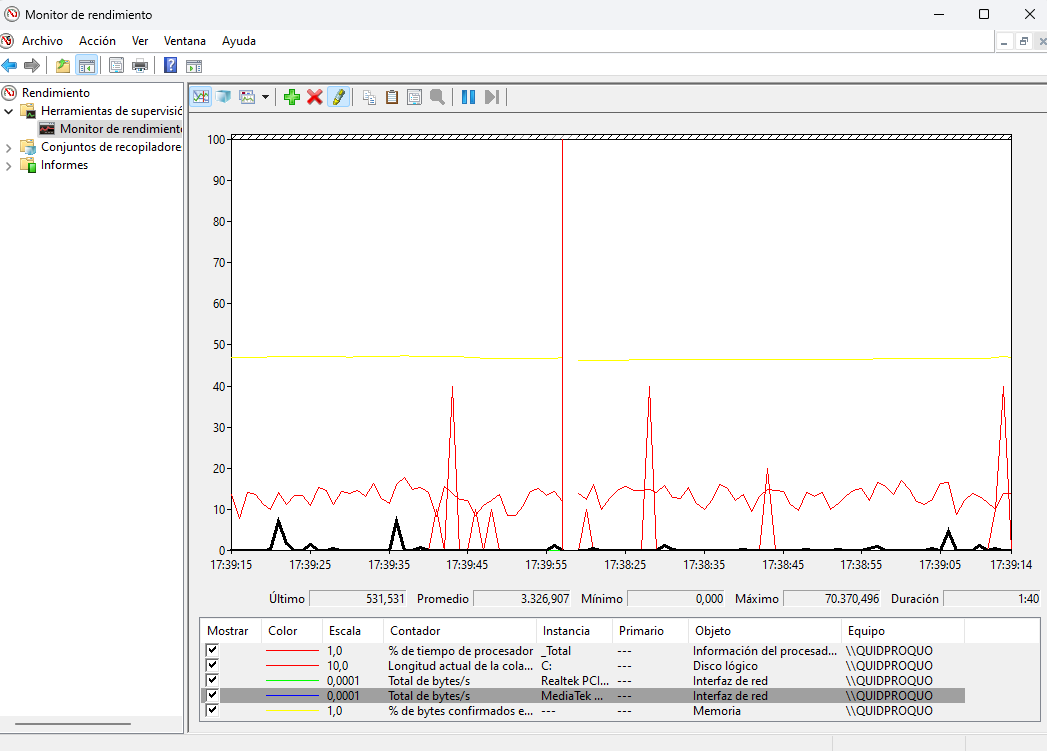 Monitor de rendimiento
Archivo Acción Ver Ventana Ayuda
Rendimiento
Herramientas de supervisió
Monitor de rendimiento
Conjuntos de recopiladore
Informes
100
90
80
70
60
50
40
30
20
10
0
17:39:15 17:39:25 17:39:35 17:39:45 17:39:55 17:38:25 17:38:35 17:38:45 17:38:55 17:39:05 17:39:14
Último 531,531 Promedio 3.326,907 Mínimo 0,000 Máximo 70.370,496 Duración 1:40
Mostrar Color Escala Contador Instancia Primario Objeto Equipo
1,0 % de tiempo de procesador _Total --- Información del procesad... \\QUIDPROQUO
10,0 Longitud actual de la cola... C: --- Disco lógico \\QUIDPROQUO
0,0001 Total de bytes/s Realtek PCI... --- Interfaz de red \\QUIDPROQUO
0,0001 Total de bytes/s MediaTek ... --- Interfaz de red \\QUIDPROQUO
1,0 % de bytes confirmados e... --- --- Memoria \\QUIDPROQUO